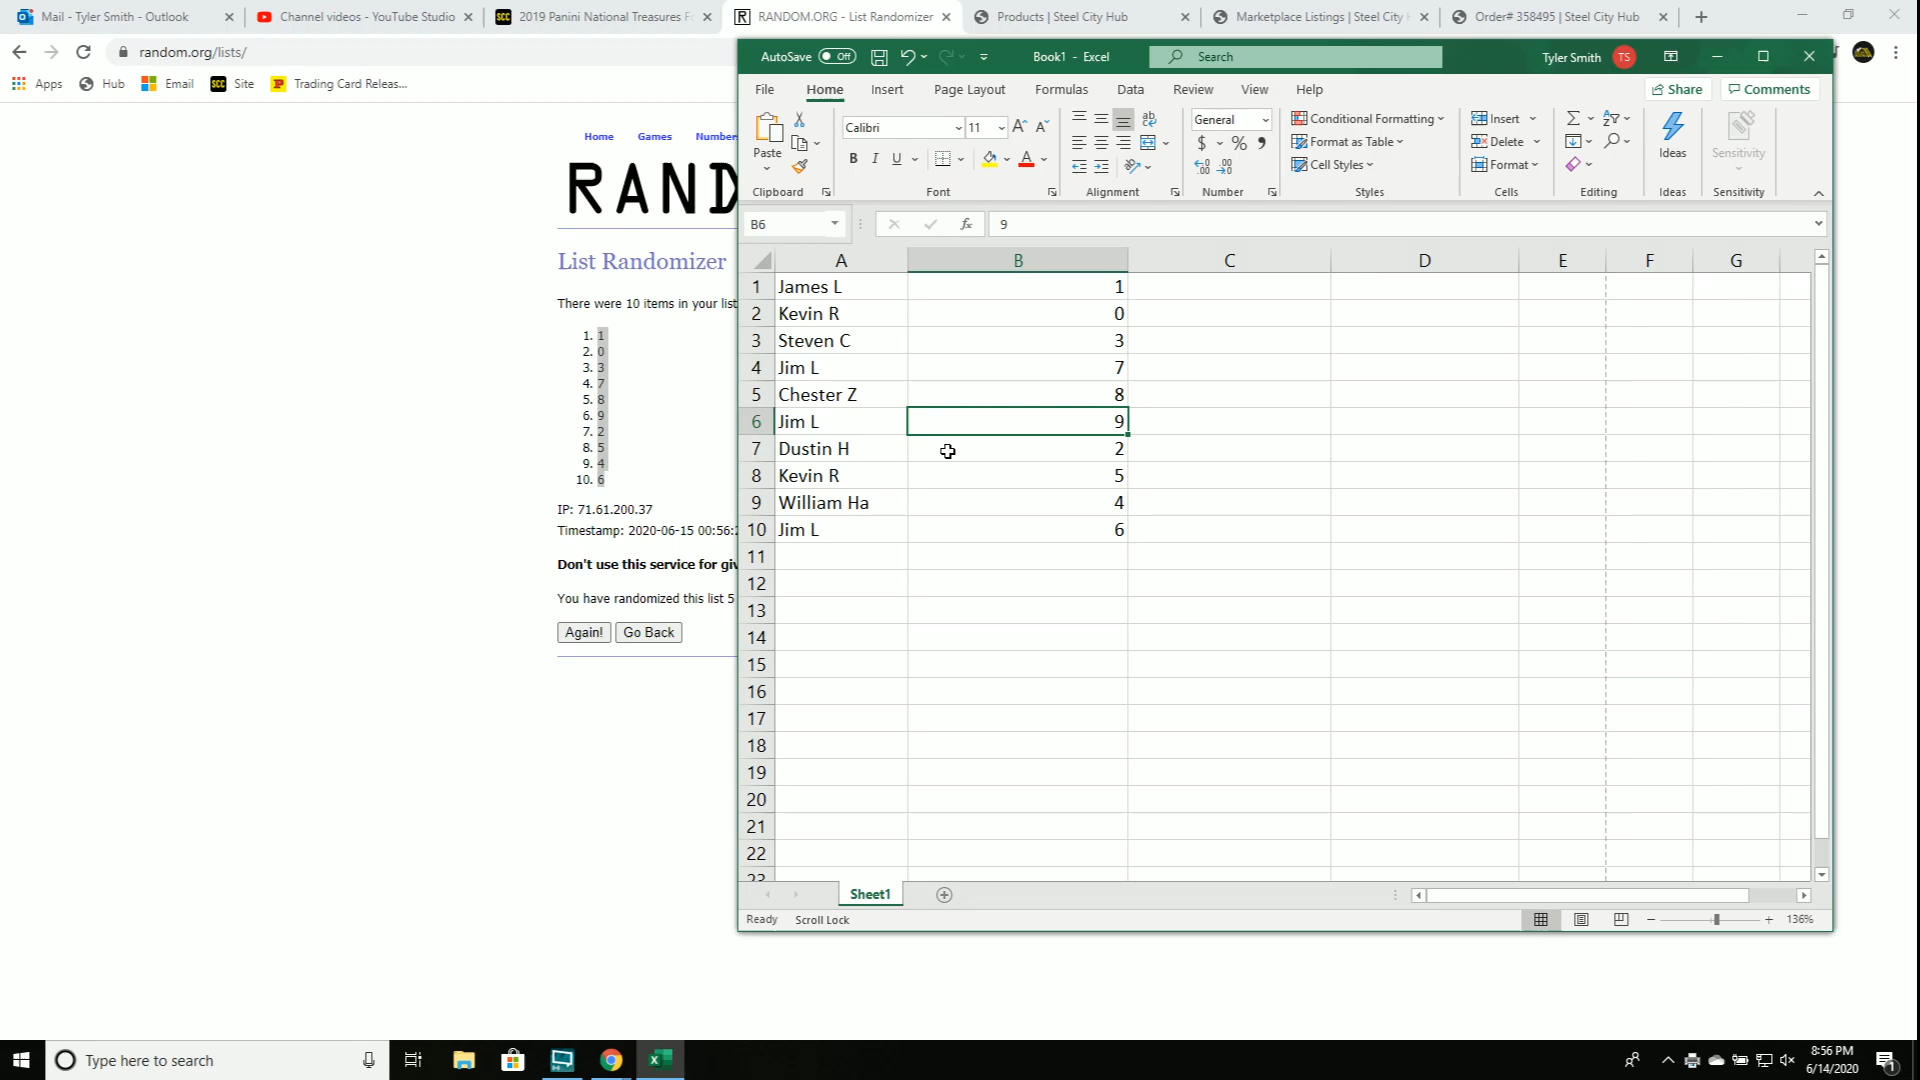 Mail - Tyler Smith - Outlook
Channel videos - YouTube Studio
2019 Panini National Treasures F
RANDOM.ORG - List Randomizer
Products | Steel City Hub
Marketplace Listings | Steel City
Order# 358495 | Steel City Hub
random.org/lists/
Apps
Hub
Email
Site
Trading Card Releas...
Home
Games
Number
RAND
List Randomizer
There were 10 items in your list
1. 1
2. 0
3. 3
4. 7
5. 8
6. 9
7. 2
8. 5
9. 4
10. 6
IP: 71.61.200.37
Timestamp: 2020-06-15 00:56:
Don't use this service for giv
You have randomized this list 5
Again!
Go Back
AutoSave Off
Book1 - Excel
Search
Tyler Smith TS
File
Home
Insert
Page Layout
Formulas
Data
Review
View
Help
Share
Comments
Paste
Clipboard
Calibri
11
B I U
Font
Alignment
General
$ % ,
Number
Conditional Formatting
Format as Table
Cell Styles
Styles
Insert
Delete
Format
Cells
Editing
Ideas
Ideas
Sensitivity
Sensitivity
B6
fx
9
A B C D E F G
1 James L 1
2 Kevin R 0
3 Steven C 3
4 Jim L 7
5 Chester Z 8
6 Jim L 9
7 Dustin H 2
8 Kevin R 5
9 William Ha 4
10 Jim L 6
11
12
13
14
15
16
17
18
19
20
21
22
23
Sheet1
Ready
Scroll Lock
136%
Type here to search
8:56 PM
6/14/2020